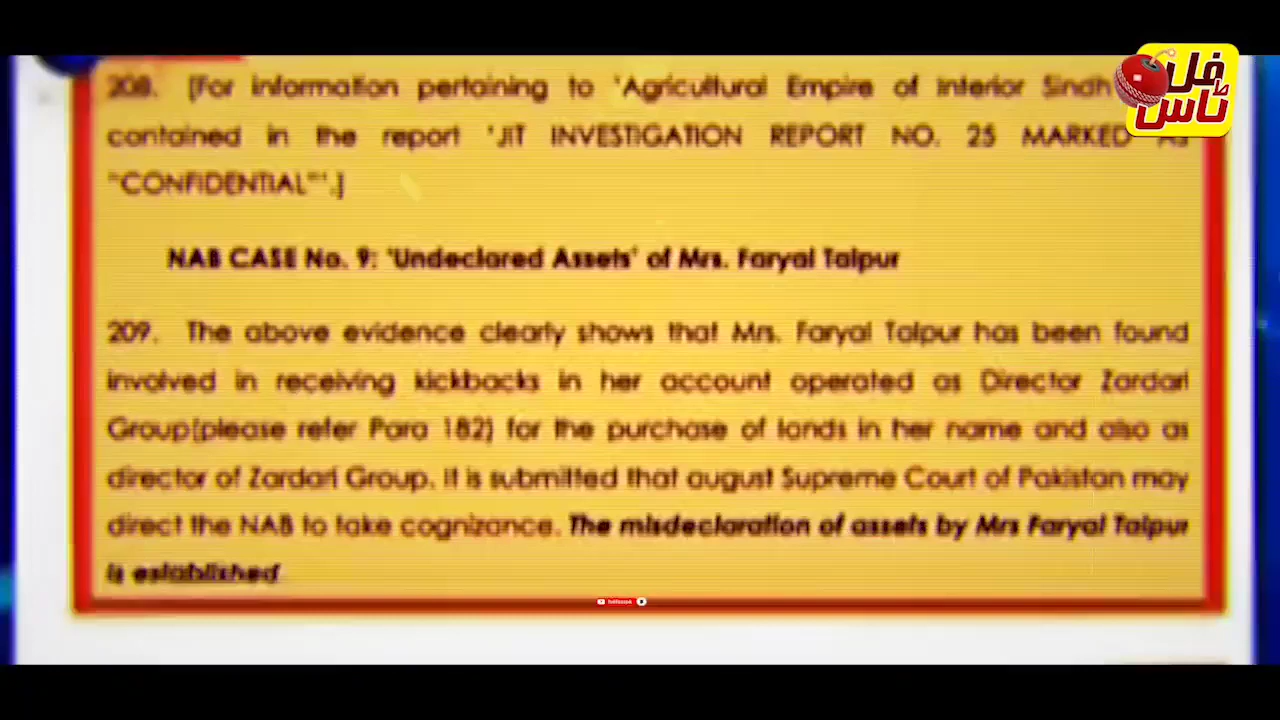 فل
ٹاس
208. [For information pertaining to 'Agricultural Empire of Interior Sindh
contained in the report 'JIT INVESTIGATION REPORT NO. 25 MARKED AS
"CONFIDENTIAL"'.]
NAB CASE No. 9: 'Undeclared Assets' of Mrs. Faryal Talpur
209. The above evidence clearly shows that Mrs. Faryal Talpur has been found
involved in receiving kickbacks in her account operated as Director Zardari
Group(please refer Para 182) for the purchase of lands in her name and also as
director of Zardari Group. It is submitted that august Supreme Court of Pakistan may
direct the NAB to take cognizance. The misdeclaration of assets by Mrs Faryal Talpur
is established